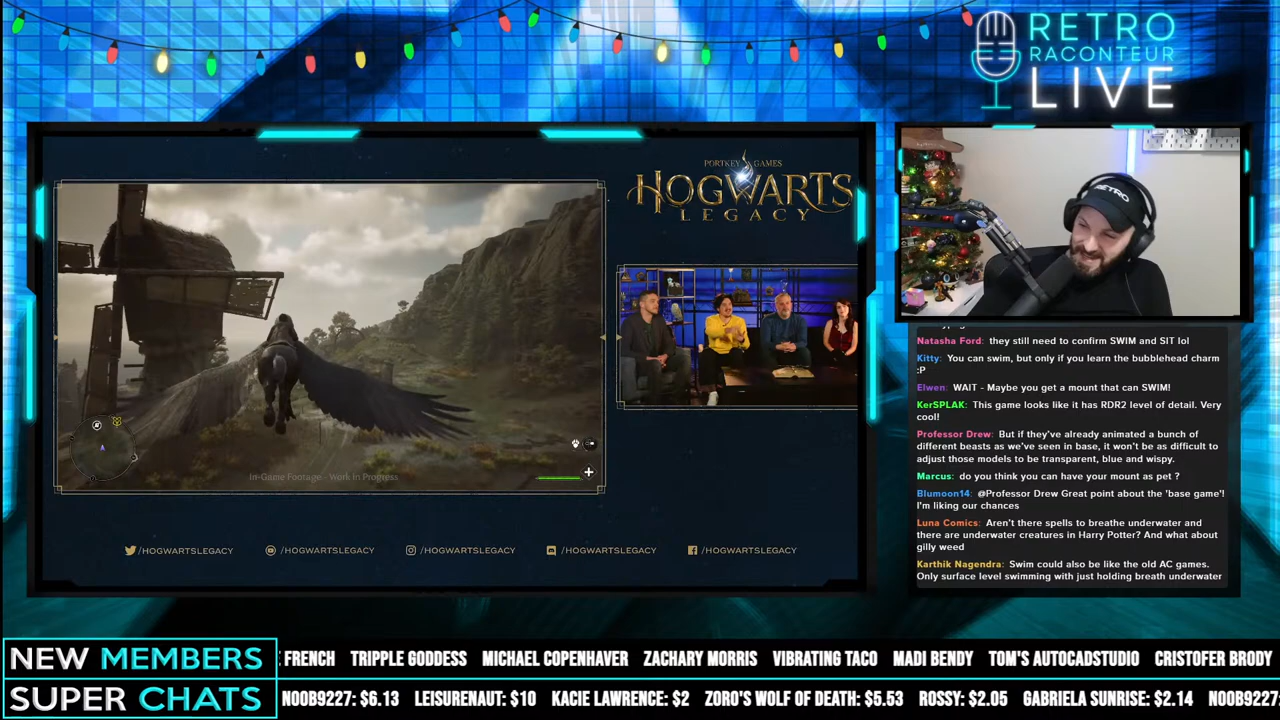 RETRO
RACONTEUR
LIVE
PORTKEY GAMES
HOGWARTS
LEGACY
RETRO
In-Game Footage - Work in Progress
/HOGWARTSLEGACY
/HOGWARTSLEGACY
/HOGWARTSLEGACY
/HOGWARTSLEGACY
/HOGWARTSLEGACY
Natasha Ford: they still need to confirm SWIM and SIT lol
Kitty: You can swim, but only if you learn the bubblehead charm
:P
Elwen: WAIT - Maybe you get a mount that can SWIM!
KerSPLAK: This game looks like it has RDR2 level of detail. Very
cool!
Professor Drew: But if they've already animated a bunch of
different beasts as we've seen in base, it won't be as difficult to
adjust those models to be transparent, blue and wispy.
Marcus: do you think you can have your mount as pet ?
Blumoon14: @Professor Drew Great point about the 'base game'!
I'm liking our chances
Luna Comics: Aren't there spells to breathe underwater and
there are underwater creatures in Harry Potter? And what about
gilly weed
Karthik Nagendra: Swim could also be like the old AC games.
Only surface level swimming with just holding breath underwater
NEW MEMBERS
FRENCH TRIPPLE GODDESS MICHAEL COPENHAVER ZACHARY MORRIS VIBRATING TACO MADI BENDY TOM'S AUTOCADSTUDIO CRISTOFER BRODY
SUPER CHATS
NOOB9227: $6.13 LEISURENAUT: $10 KACIE LAWRENCE: $2 ZORO'S WOLF OF DEATH: $5.53 ROSSY: $2.05 GABRIELA SUNRISE: $2.14 NOOB9227: